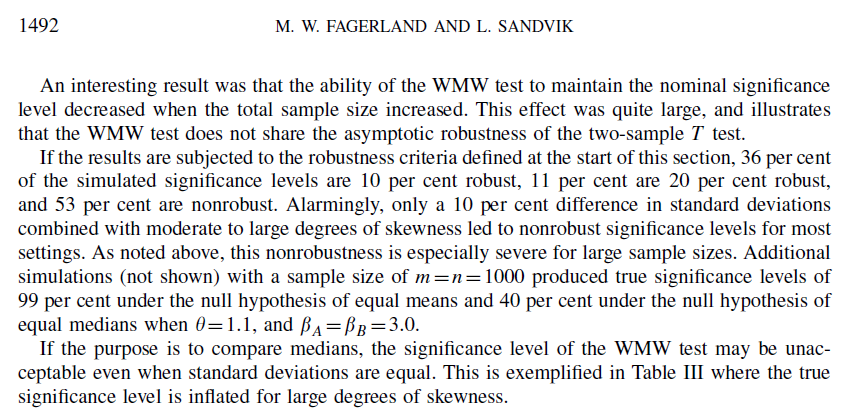 1492
M. W. FAGERLAND AND L. SANDVIK
An interesting result was that the ability of the WMW test to maintain the nominal significance
level decreased when the total sample size increased. This effect was quite large, and illustrates
that the WMW test does not share the asymptotic robustness of the two-sample T test.
If the results are subjected to the robustness criteria defined at the start of this section, 36 per cent
of the simulated significance levels are 10 per cent robust, 11 per cent are 20 per cent robust,
and 53 per cent are nonrobust. Alarmingly, only a 10 per cent difference in standard deviations
combined with moderate to large degrees of skewness led to nonrobust significance levels for most
settings. As noted above, this nonrobustness is especially severe for large sample sizes. Additional
simulations (not shown) with a sample size of m=n=1000 produced true significance levels of
99 per cent under the null hypothesis of equal means and 40 per cent under the null hypothesis of
equal medians when θ=1.1, and βA=βB=3.0.
If the purpose is to compare medians, the significance level of the WMW test may be unac-
ceptable even when standard deviations are equal. This is exemplified in Table III where the true
significance level is inflated for large degrees of skewness.